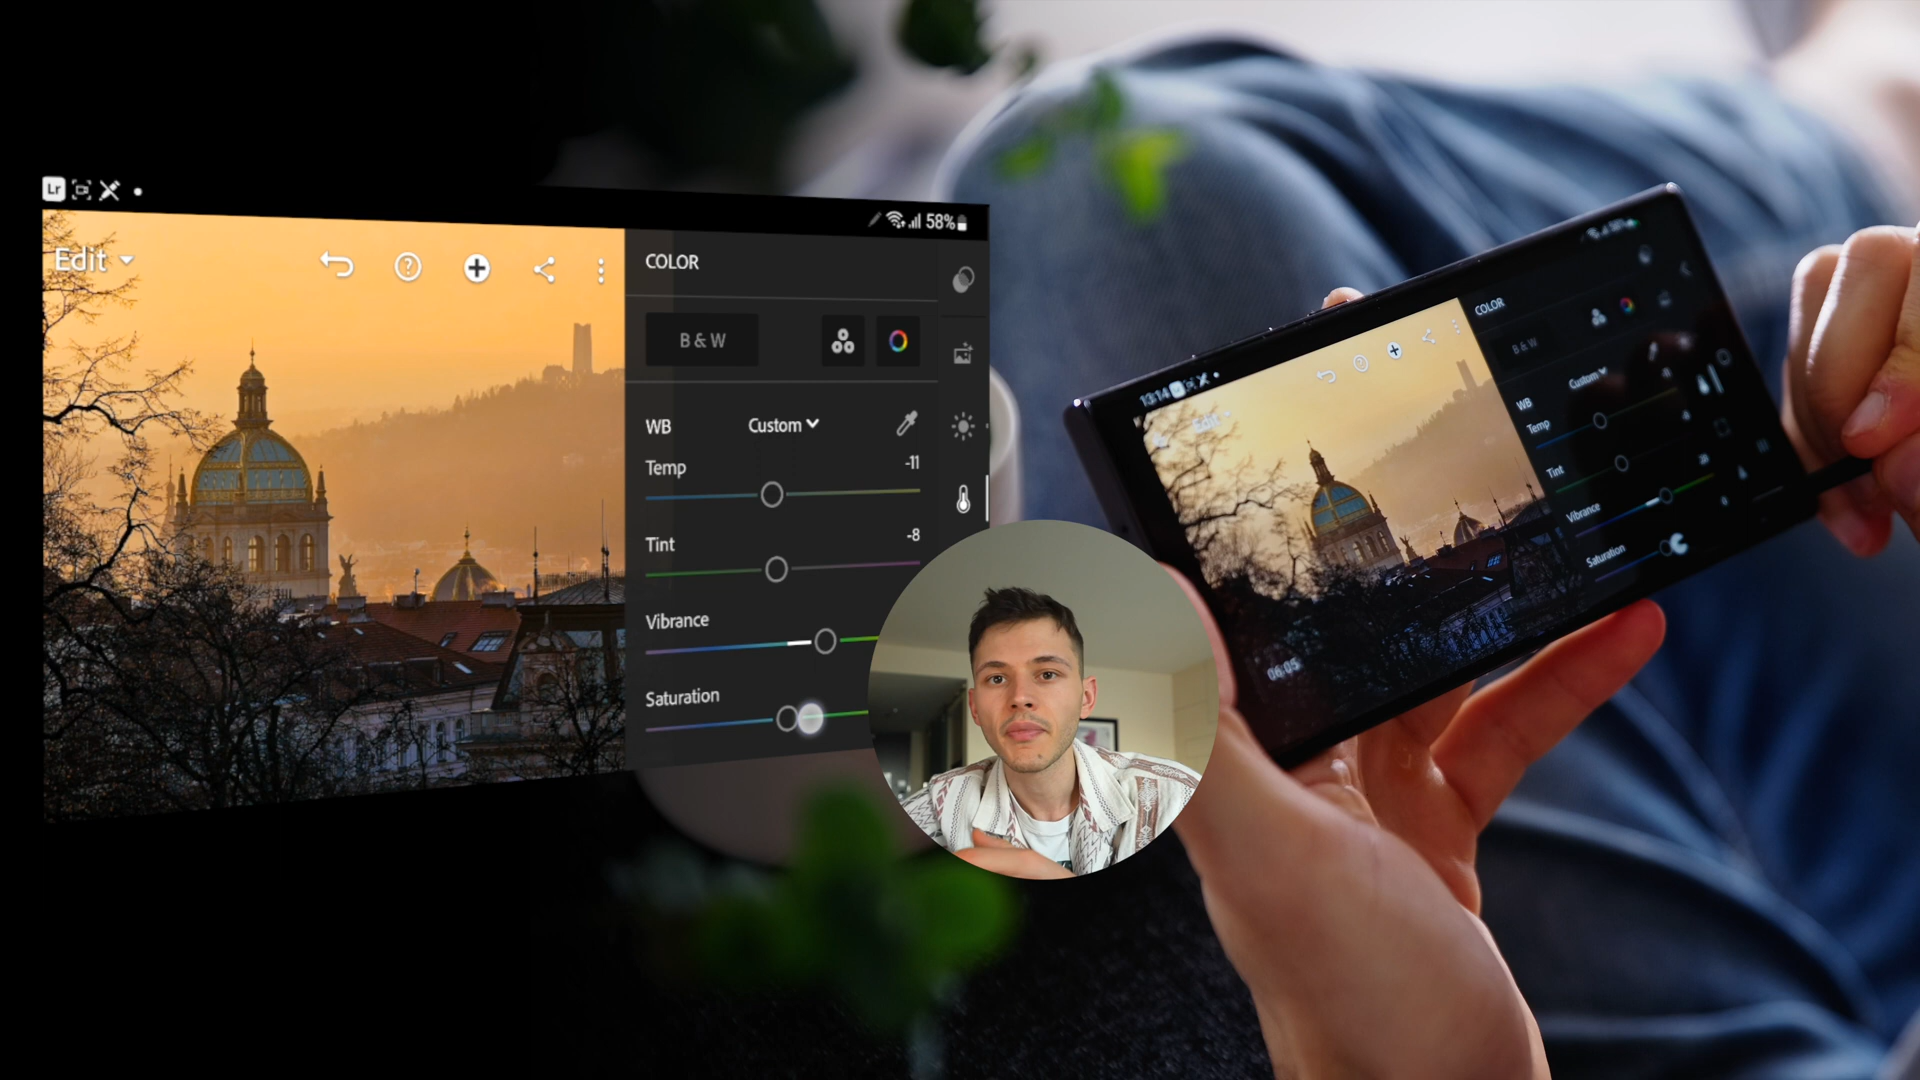 Lr
58%
Edit
COLOR
B & W
WB
Custom
Temp
-11
Tint
-8
Vibrance
Saturation
13:14
COLOR
B & W
Custom
WB
Temp
Tint
Vibrance
Saturation
Edit
06:05